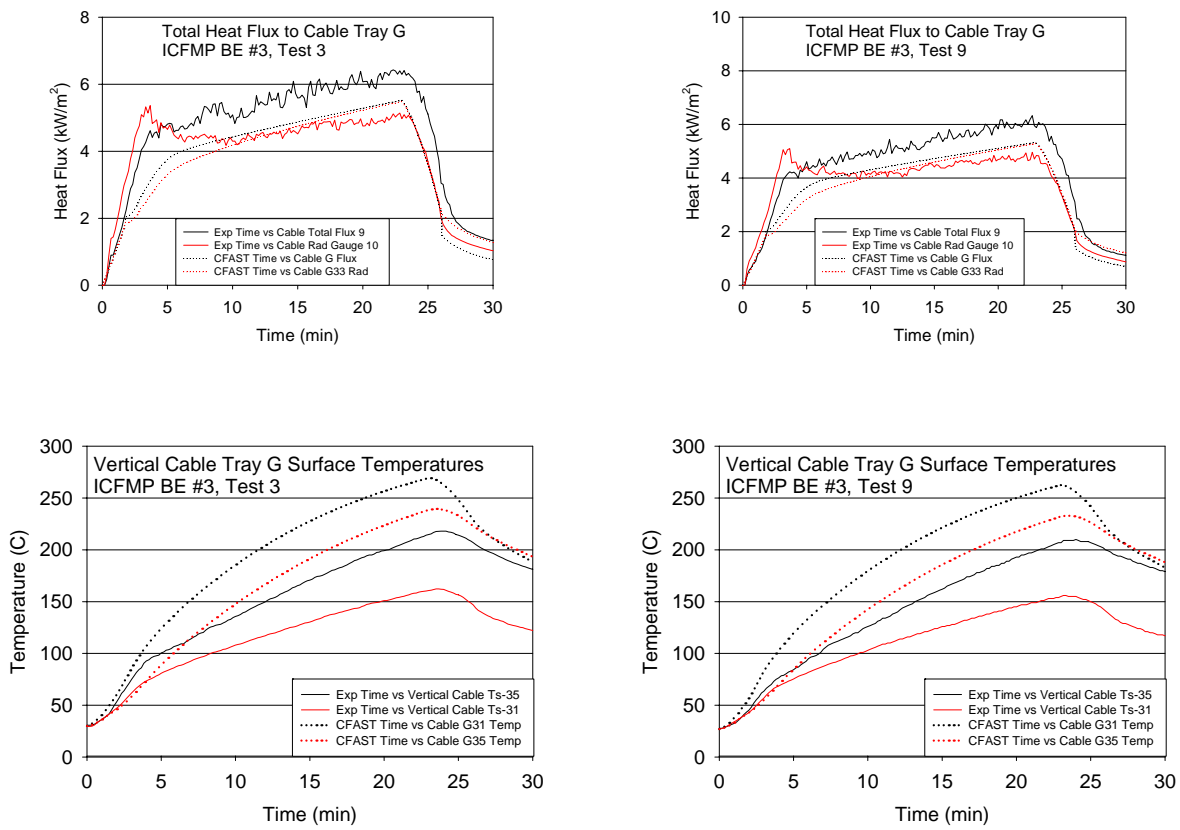 Total Heat Flux to Cable Tray G
ICFMP BE #3, Test 3
Heat Flux (kW/m²)
8
6
4
2
0
Exp Time vs Cable Total Flux 9
Exp Time vs Cable Rad Gauge 10
CFAST Time vs Cable G Flux
CFAST Time vs Cable G33 Rad
0 5 10 15 20 25 30
Time (min)
Total Heat Flux to Cable Tray G
ICFMP BE #3, Test 9
Heat Flux (kW/m²)
10
8
6
4
2
0
Exp Time vs Cable Total Flux 9
Exp Time vs Cable Rad Gauge 10
CFAST Time vs Cable G Flux
CFAST Time vs Cable G33 Rad
0 5 10 15 20 25 30
Time (min)
Vertical Cable Tray G Surface Temperatures
ICFMP BE #3, Test 3
Temperature (C)
300
250
200
150
100
50
0
Exp Time vs Vertical Cable Ts-35
Exp Time vs Vertical Cable Ts-31
CFAST Time vs Cable G31 Temp
CFAST Time vs Cable G35 Temp
0 5 10 15 20 25 30
Time (min)
Vertical Cable Tray G Surface Temperatures
ICFMP BE #3, Test 9
Temperature (C)
300
250
200
150
100
50
0
Exp Time vs Vertical Cable Ts-35
Exp Time vs Vertical Cable Ts-31
CFAST Time vs Cable G31 Temp
CFAST Time vs Cable G35 Temp
0 5 10 15 20 25 30
Time (min)